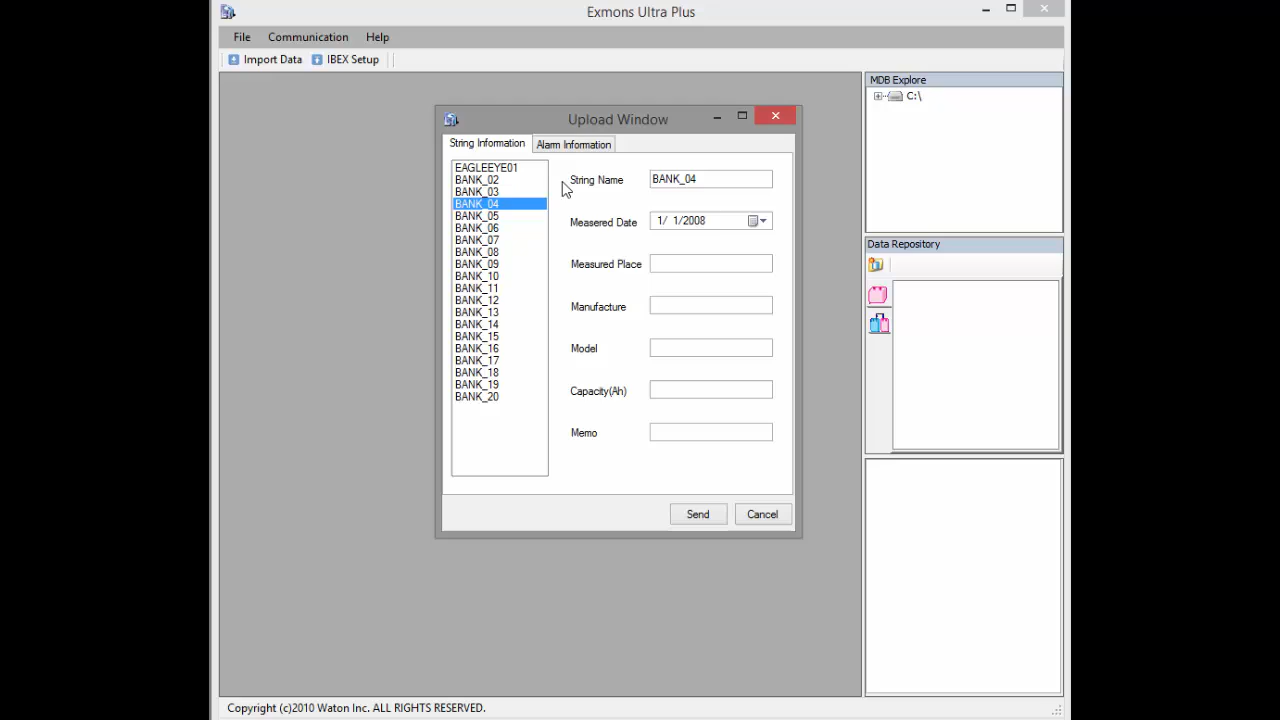 Exmons Ultra Plus
File Communication Help
Import Data IBEX Setup
MDB Explore
C:\
Upload Window
String Information Alarm Information
EAGLEEYE01
BANK_02
BANK_03
BANK_04
BANK_05
BANK_06
BANK_07
BANK_08
BANK_09
BANK_10
BANK_11
BANK_12
BANK_13
BANK_14
BANK_15
BANK_16
BANK_17
BANK_18
BANK_19
BANK_20
String Name BANK_04
Measered Date 1/ 1/2008
Measured Place
Manufacture
Model
Capacity(Ah)
Memo
Send Cancel
Data Repository
Copyright (c)2010 Waton Inc. ALL RIGHTS RESERVED.